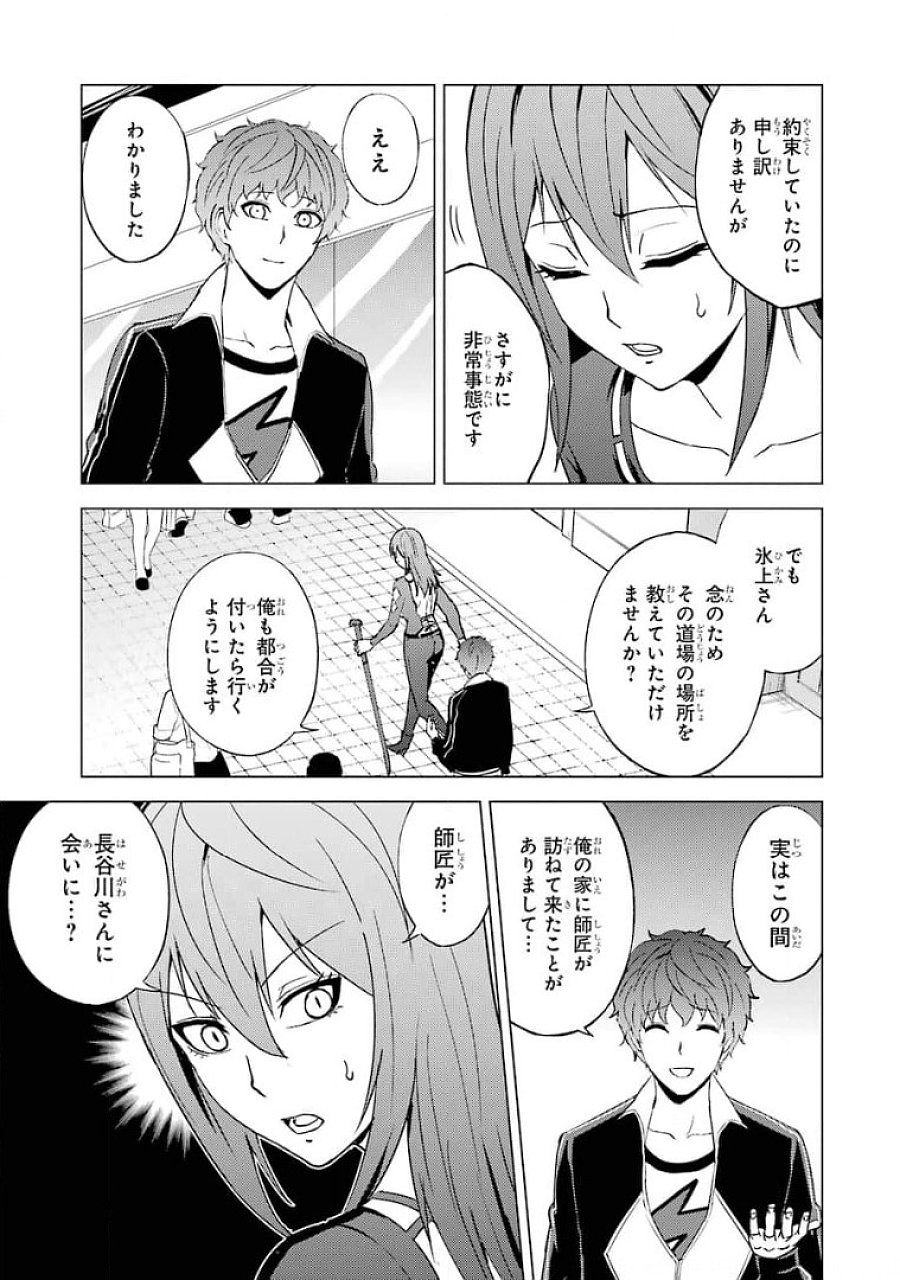 約束していたのに
申し訳
ありませんが
さすがに
非常事態です
ええ
わかりました
でも
氷上さん
念のため
その道場の場所を
教えていただけ
ませんか?
俺も都合が
付いたら行く
ようにします
実はこの間
俺の家に師匠が
訪ねて来たことが
ありまして…
師匠が…
長谷川さんに
会いに…?